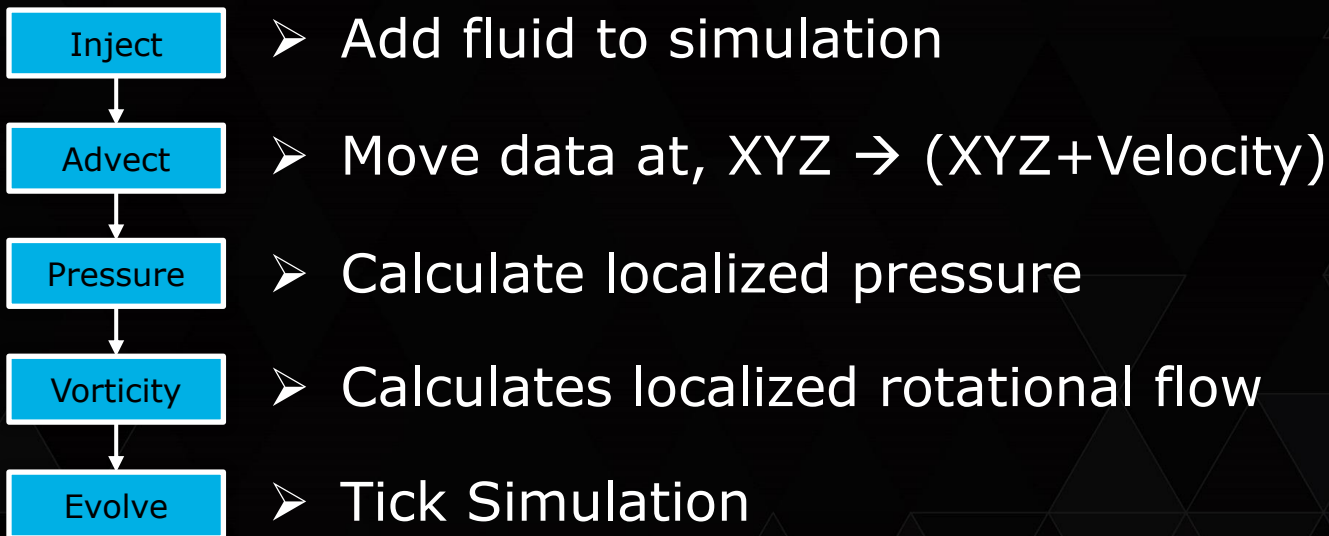 Inject
➢ Add fluid to simulation
Advect
➢ Move data at, XYZ → (XYZ+Velocity)
Pressure
➢ Calculate localized pressure
Vorticity
➢ Calculates localized rotational flow
Evolve
➢ Tick Simulation